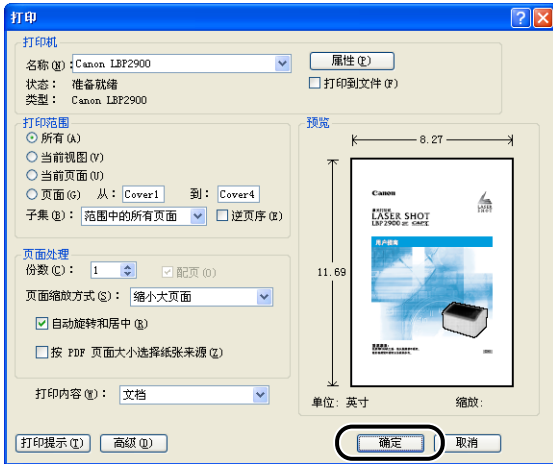 打印
打印机
名称(N): Canon LBP2900
属性(P)
状态： 准备就绪
打印到文件(F)
类型： Canon LBP2900
打印范围
所有(A)
当前视图(V)
当前页面(U)
页面(G) 从： Cover1 到： Cover4
子集(B)： 范围中的所有页面 逆页序(E)
页面处理
份数(C)： 1 配页(O)
页面缩放方式(S)： 缩小大页面
自动旋转和居中(R)
按 PDF 页面大小选择纸张来源(Z)
打印内容(W)： 文档
预览
8.27
11.69
Canon
LASER SHOT
LBP2900
CAPT
用户指南
LASER
SHOT
单位： 英寸 缩放：
打印提示(T) 高级(D) 确定 取消